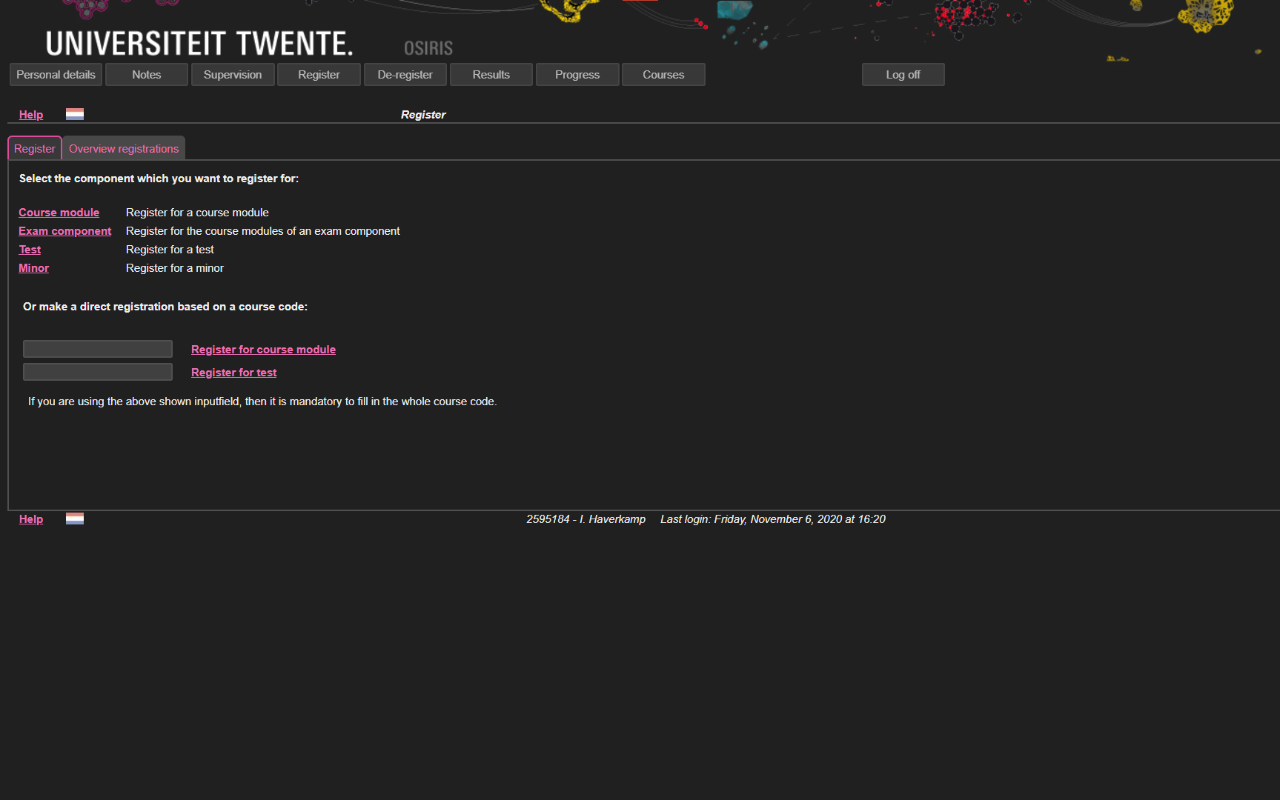 UNIVERSITEIT TWENTE. OSIRIS
Personal details Notes Supervision Register De-register Results Progress Courses Log off
Help Register
Register Overview registrations
Select the component which you want to register for:
Course module Register for a course module
Exam component Register for the course modules of an exam component
Test Register for a test
Minor Register for a minor
Or make a direct registration based on a course code:
Register for course module
Register for test
If you are using the above shown inputfield, then it is mandatory to fill in the whole course code.
Help 2595184 - I. Haverkamp Last login: Friday, November 6, 2020 at 16:20